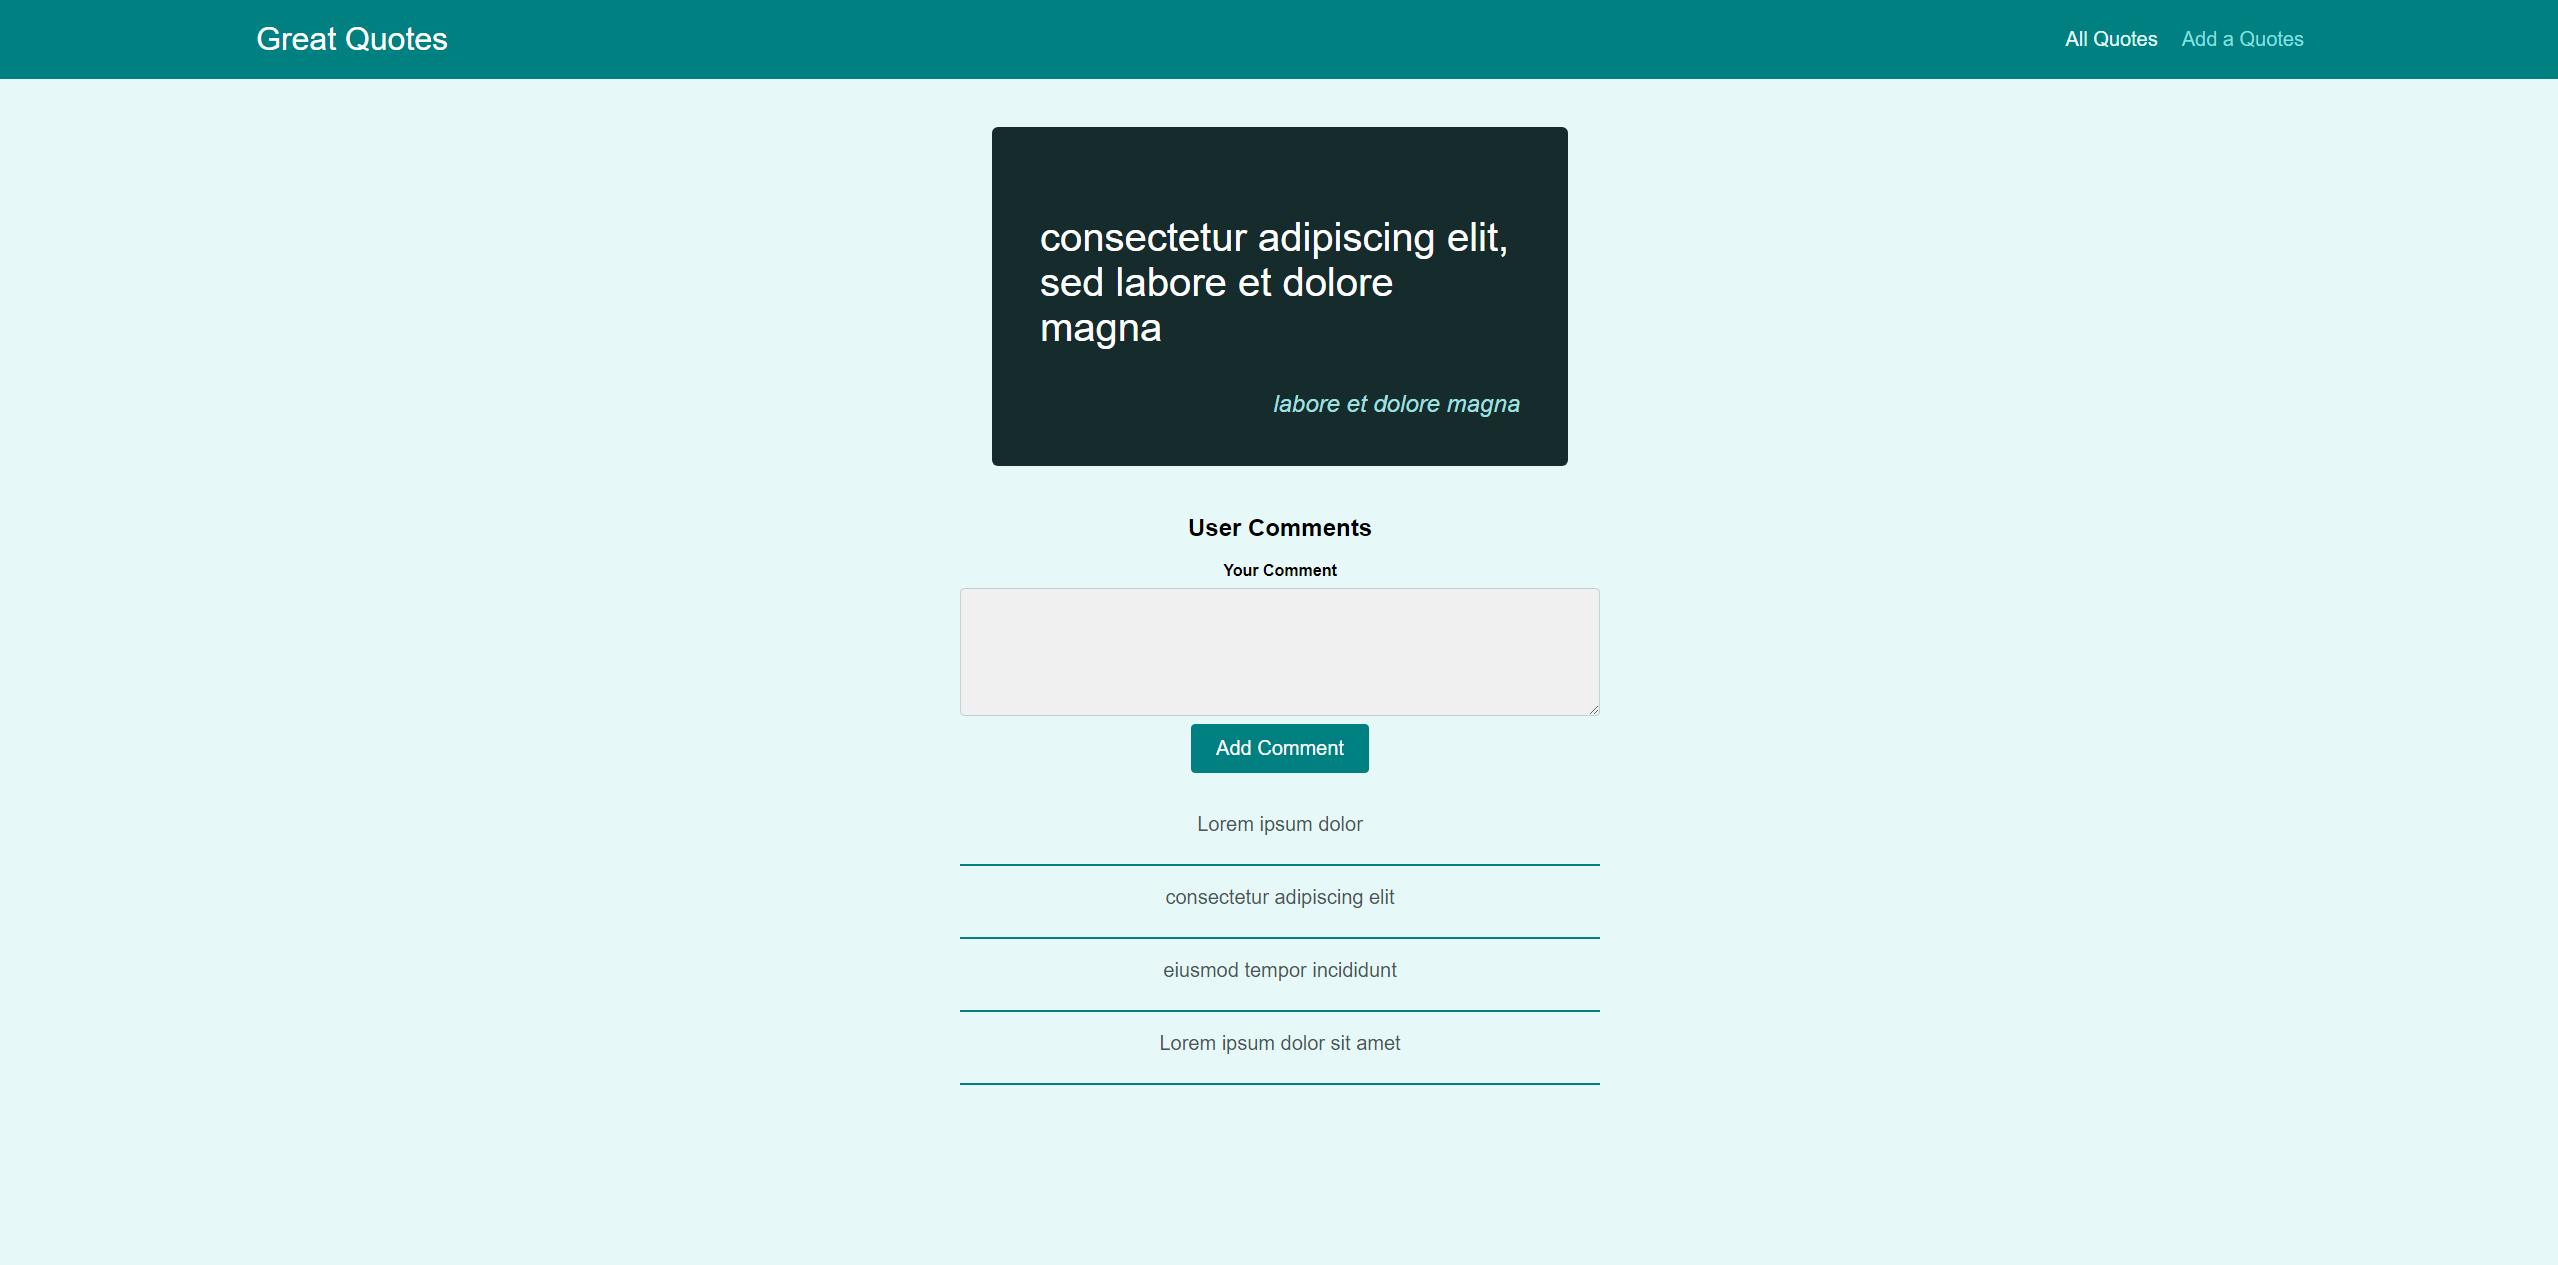 Great Quotes
All Quotes
Add a Quotes
consectetur adipiscing elit,
sed labore et dolore
magna
labore et dolore magna
User Comments
Your Comment
Add Comment
Lorem ipsum dolor
consectetur adipiscing elit
eiusmod tempor incididunt
Lorem ipsum dolor sit amet